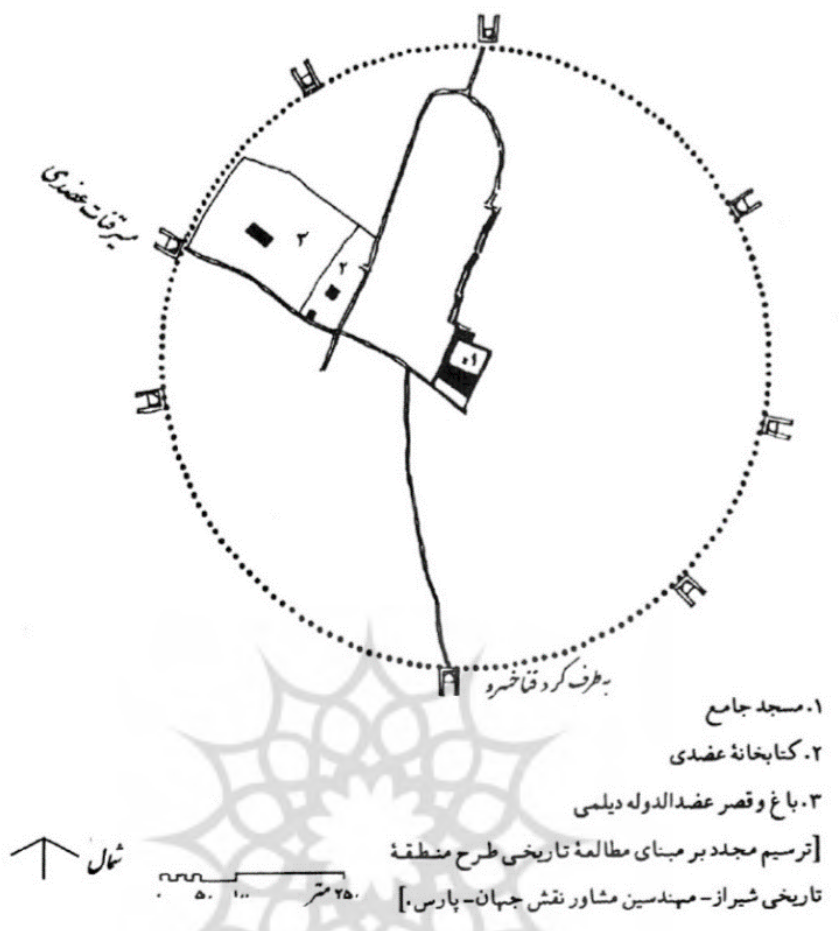 میرقنات عضدی
۲
۲
۱۰
به طرف کرد فناخسرو
۱. مسجد جامع
۲. کتابخانهٔ عضدی
۳. باغ و قصر عضدالدوله دیلمی
[ترسیم مجدد بر مبنای مطالعهٔ تاریخی طرح منطقهٔ
تاریخی شیراز - مهندسین مشاور نقش جهان - پارس.]
شمال
۰ ۵۰ ۱۰۰ متر ۲۵۰